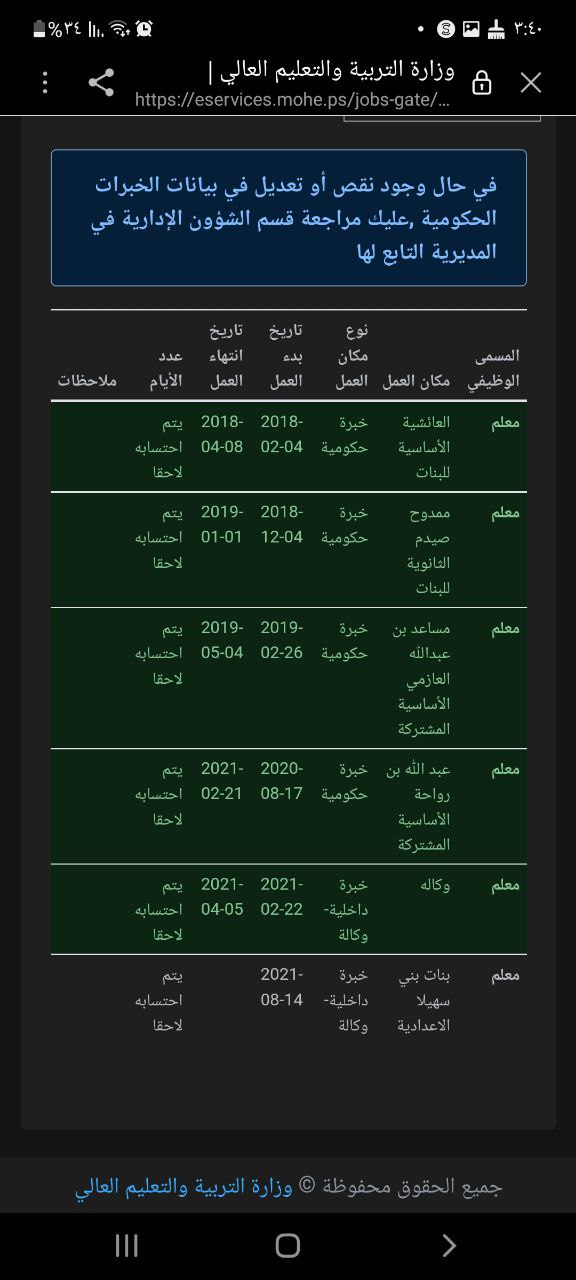 ٣:٤٠
%٣٤
وزارة التربية والتعليم العالي |
https://eservices.mohe.ps/jobs-gate/...
في حال وجود نقص أو تعديل في بيانات الخبرات
الحكومية ,عليك مراجعة قسم الشؤون الإدارية في
المديرية التابع لها
المسمى الوظيفي مكان العمل نوع مكان العمل تاريخ بدء العمل تاريخ انتهاء العمل عدد الأيام ملاحظات
معلم العائشية الأساسية للبنات خبرة حكومية 2018-02-04 2018-04-08 يتم احتسابه لاحقا
معلم ممدوح صيدم الثانوية للبنات خبرة حكومية 2018-12-04 2019-01-01 يتم احتسابه لاحقا
معلم مساعد بن عبدالله العازمي الأساسية المشتركة خبرة حكومية 2019-02-26 2019-05-04 يتم احتسابه لاحقا
معلم عبد الله بن رواحة الأساسية المشتركة خبرة حكومية 2020-08-17 2021-02-21 يتم احتسابه لاحقا
معلم وكاله خبرة داخلية-وكالة 2021-02-22 2021-04-05 يتم احتسابه لاحقا
معلم بنات بني سهيلا الاعدادية خبرة داخلية-وكالة 2021-08-14 يتم احتسابه لاحقا
جميع الحقوق محفوظة © وزارة التربية والتعليم العالي